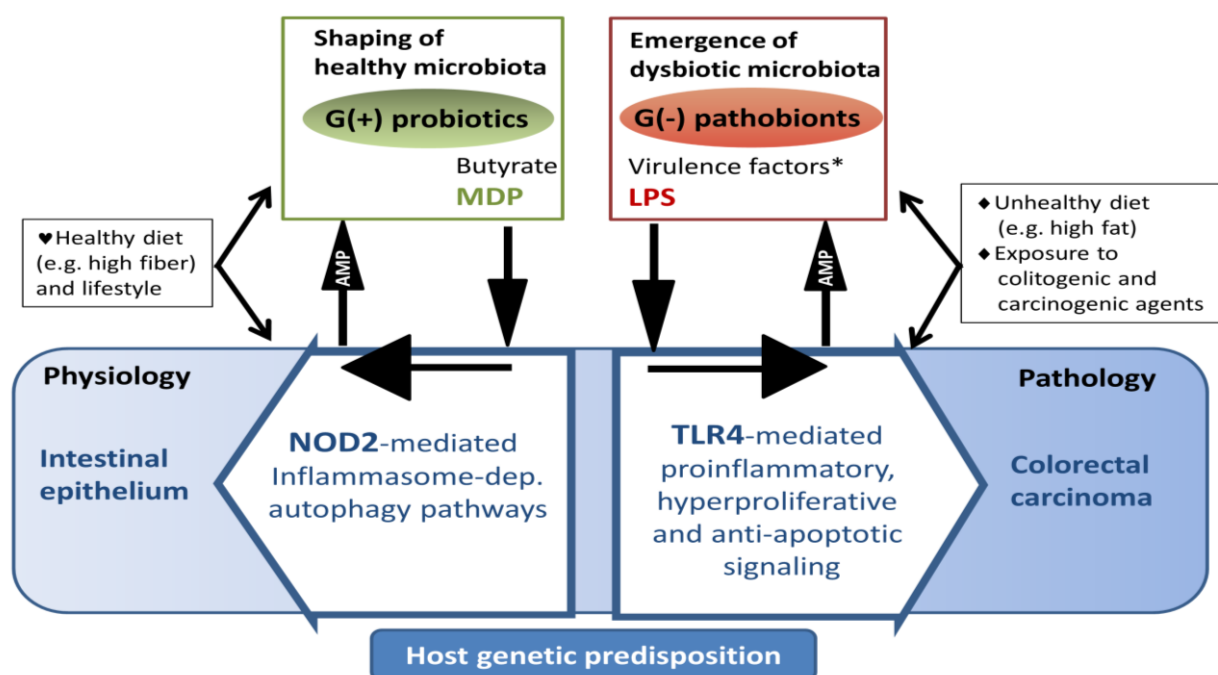 Shaping of
healthy microbiota
G(+) probiotics
Butyrate
MDP
Emergence of
dysbiotic microbiota
G(-) pathobionts
Virulence factors*
LPS
♥Healthy diet
(e.g. high fiber)
and lifestyle
AMP
AMP
◆Unhealthy diet
(e.g. high fat)
◆Exposure to
colitogenic and
carcinogenic agents
Physiology
Intestinal
epithelium
NOD2-mediated
Inflammasome-dep.
autophagy pathways
TLR4-mediated
proinflammatory,
hyperproliferative
and anti-apoptotic
signaling
Pathology
Colorectal
carcinoma
Host genetic predisposition